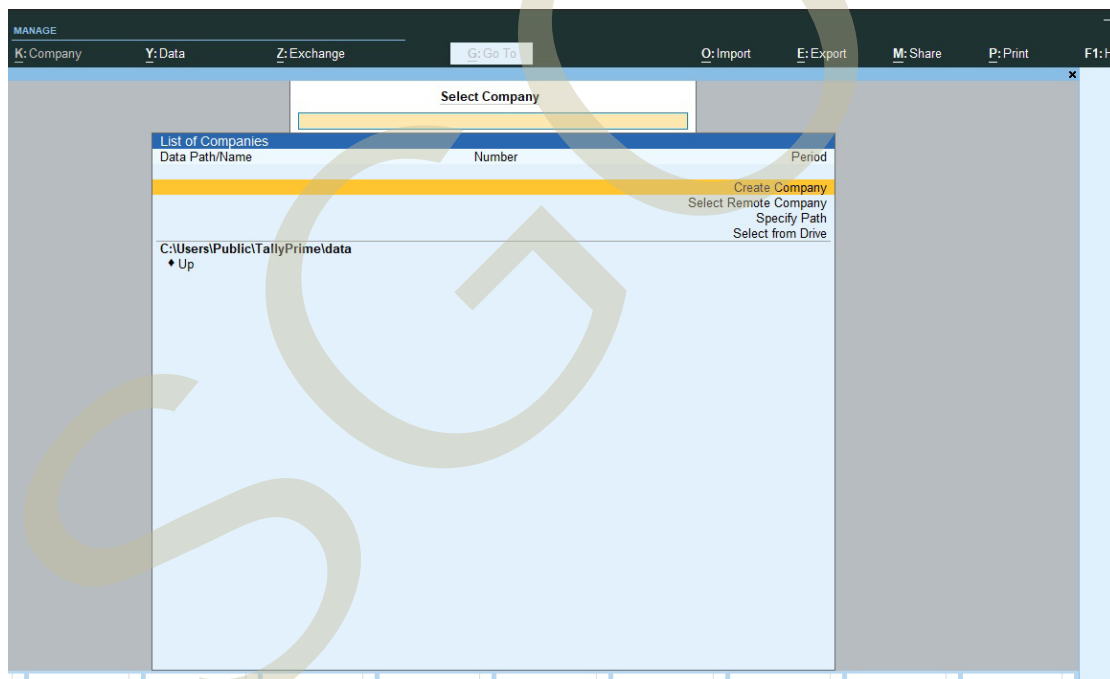 MANAGE
K: Company Y: Data Z: Exchange G: Go To O: Import E: Export M: Share P: Print F1:
Select Company
List of Companies
Data Path/Name Number Period
Create Company
Select Remote Company
Specify Path
Select from Drive
C:\Users\Public\TallyPrime\data
♦ Up
SGO